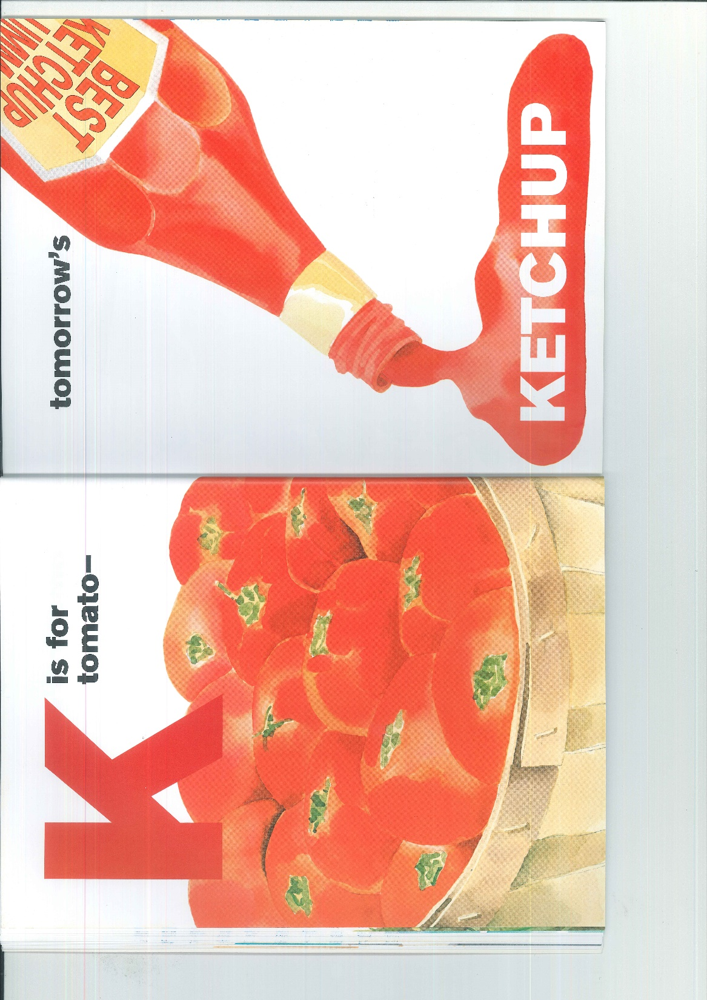 K
is for
tomato—
tomorrow's
BEST
KETCHUP
KETCHUP